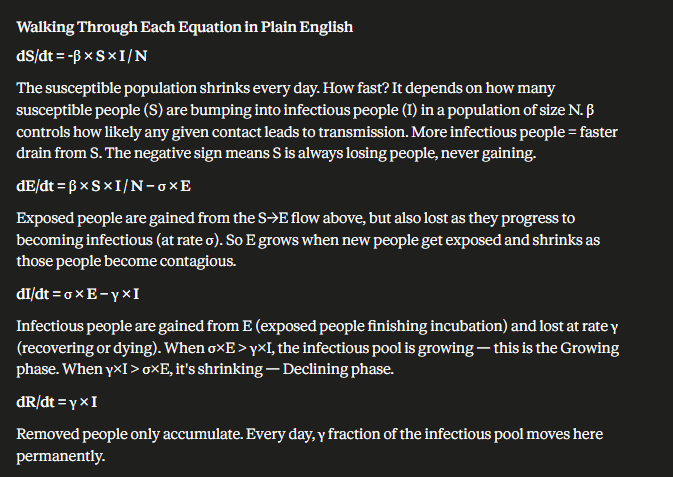 Walking Through Each Equation in Plain English
dS/dt = -β × S × I / N
The susceptible population shrinks every day. How fast? It depends on how many
susceptible people (S) are bumping into infectious people (I) in a population of size N. β
controls how likely any given contact leads to transmission. More infectious people = faster
drain from S. The negative sign means S is always losing people, never gaining.
dE/dt = β × S × I / N − σ × E
Exposed people are gained from the S→E flow above, but also lost as they progress to
becoming infectious (at rate σ). So E grows when new people get exposed and shrinks as
those people become contagious.
dI/dt = σ × E − γ × I
Infectious people are gained from E (exposed people finishing incubation) and lost at rate γ
(recovering or dying). When σ×E > γ×I, the infectious pool is growing — this is the Growing
phase. When γ×I > σ×E, it's shrinking — Declining phase.
dR/dt = γ × I
Removed people only accumulate. Every day, γ fraction of the infectious pool moves here
permanently.